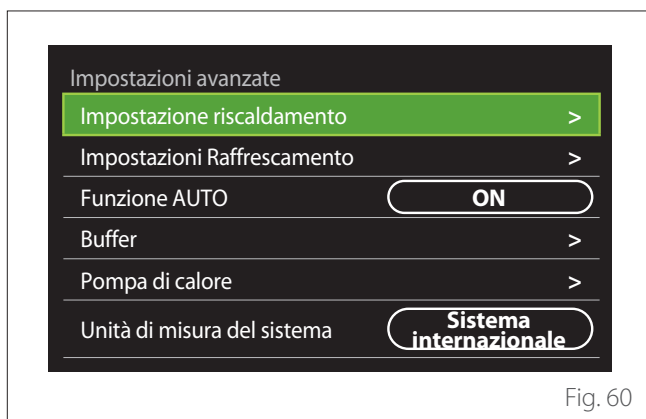 Impostazioni avanzate
Impostazione riscaldamento >
Impostazioni Raffrescamento >
Funzione AUTO ON
Buffer >
Pompa di calore >
Unità di misura del sistema Sistema
internazionale
Fig. 60